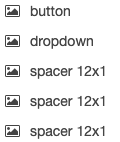 button
dropdown
spacer 12x1
spacer 12x1
spacer 12x1